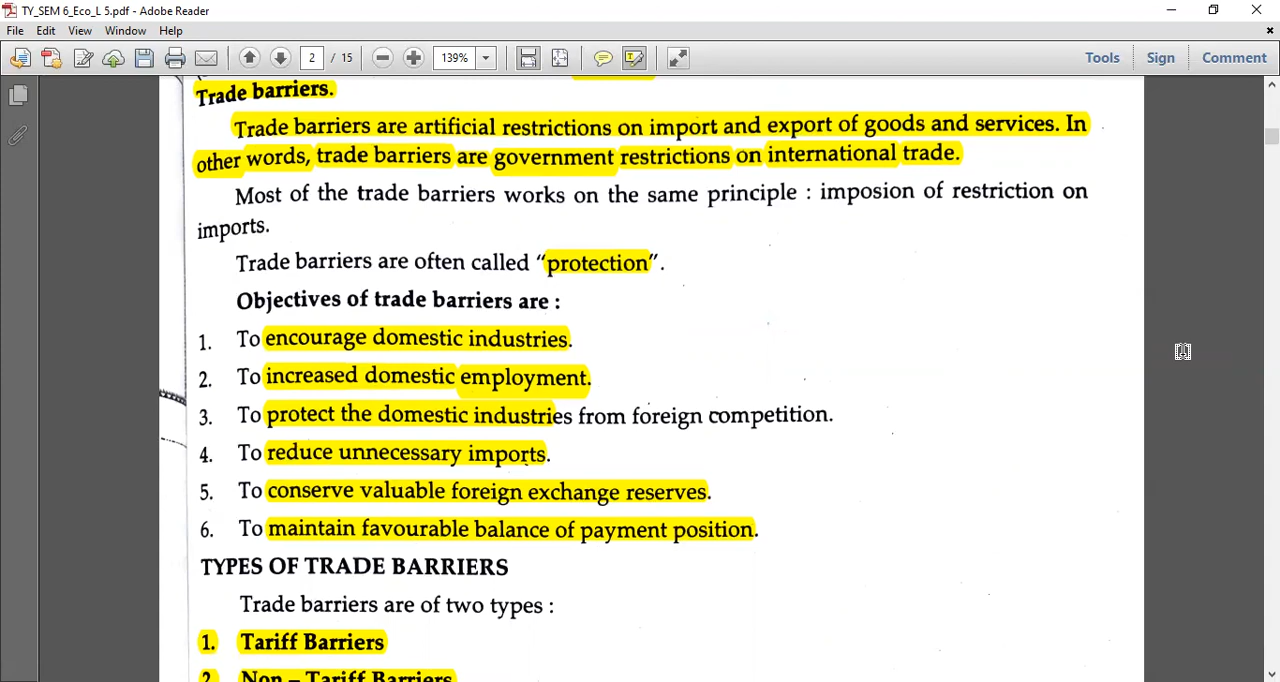 TY_SEM 6_Eco_L 5.pdf - Adobe Reader
File Edit View Window Help
2 / 15 139% Tools Sign Comment
Trade barriers.
Trade barriers are artificial restrictions on import and export of goods and services. In
other words, trade barriers are government restrictions on international trade.
Most of the trade barriers works on the same principle : imposion of restriction on
imports.
Trade barriers are often called “protection”.
Objectives of trade barriers are :
1. To encourage domestic industries.
2. To increased domestic employment.
3. To protect the domestic industries from foreign competition.
4. To reduce unnecessary imports.
5. To conserve valuable foreign exchange reserves.
6. To maintain favourable balance of payment position.
TYPES OF TRADE BARRIERS
Trade barriers are of two types :
1. Tariff Barriers
2. Non – Tariff Barriers